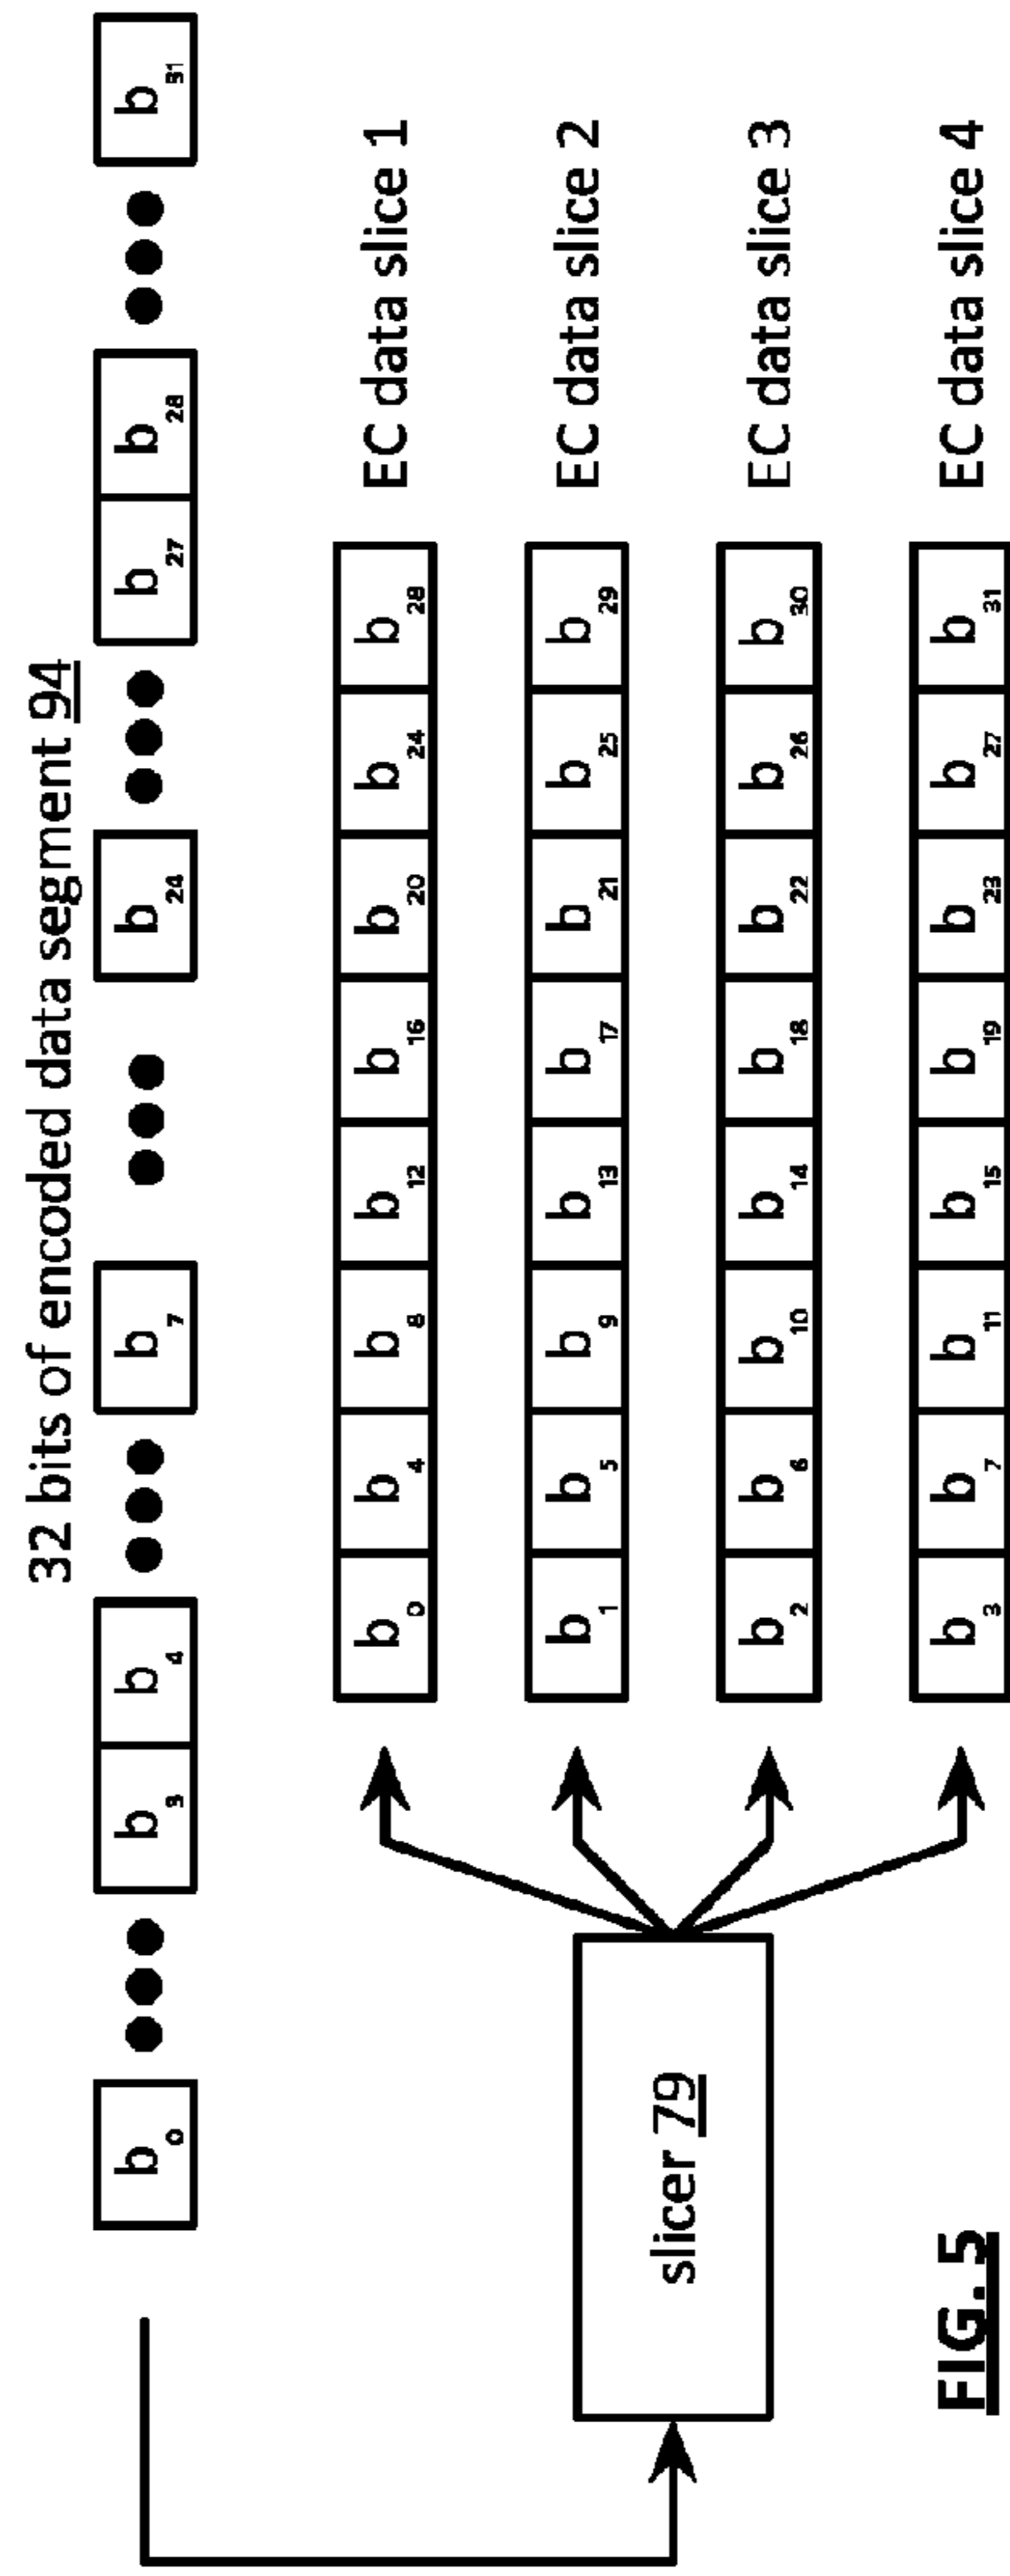 32 bits of encoded data segment 94
b0 ●●● b3 b4 ●●● b7 ●●● b24 ●●● b27 b28 ●●● b31
b0 b4 b8 b12 b16 b20 b24 b28 EC data slice 1
b1 b5 b9 b13 b17 b21 b25 b29 EC data slice 2
slicer 79
b2 b6 b10 b14 b18 b22 b26 b30 EC data slice 3
b3 b7 b11 b15 b19 b23 b27 b31 EC data slice 4
FIG. 5